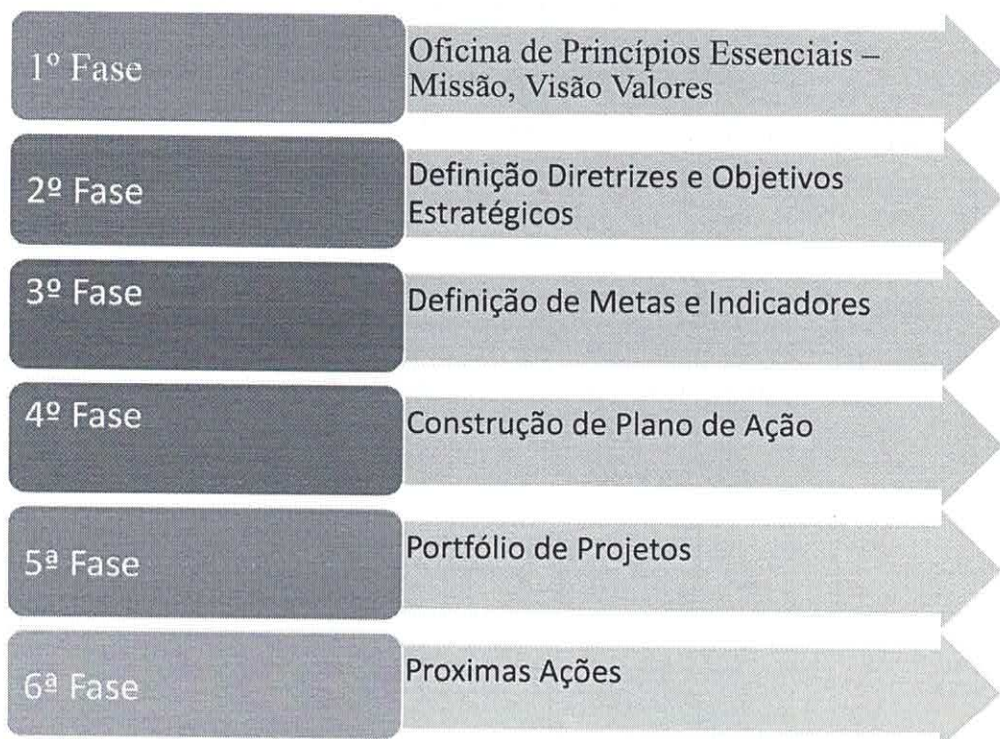 1º Fase
Oficina de Princípios Essenciais –
Missão, Visão Valores
2º Fase
Definição Diretrizes e Objetivos
Estratégicos
3º Fase
Definição de Metas e Indicadores
4º Fase
Construção de Plano de Ação
5ª Fase
Portfólio de Projetos
6ª Fase
Proximas Ações